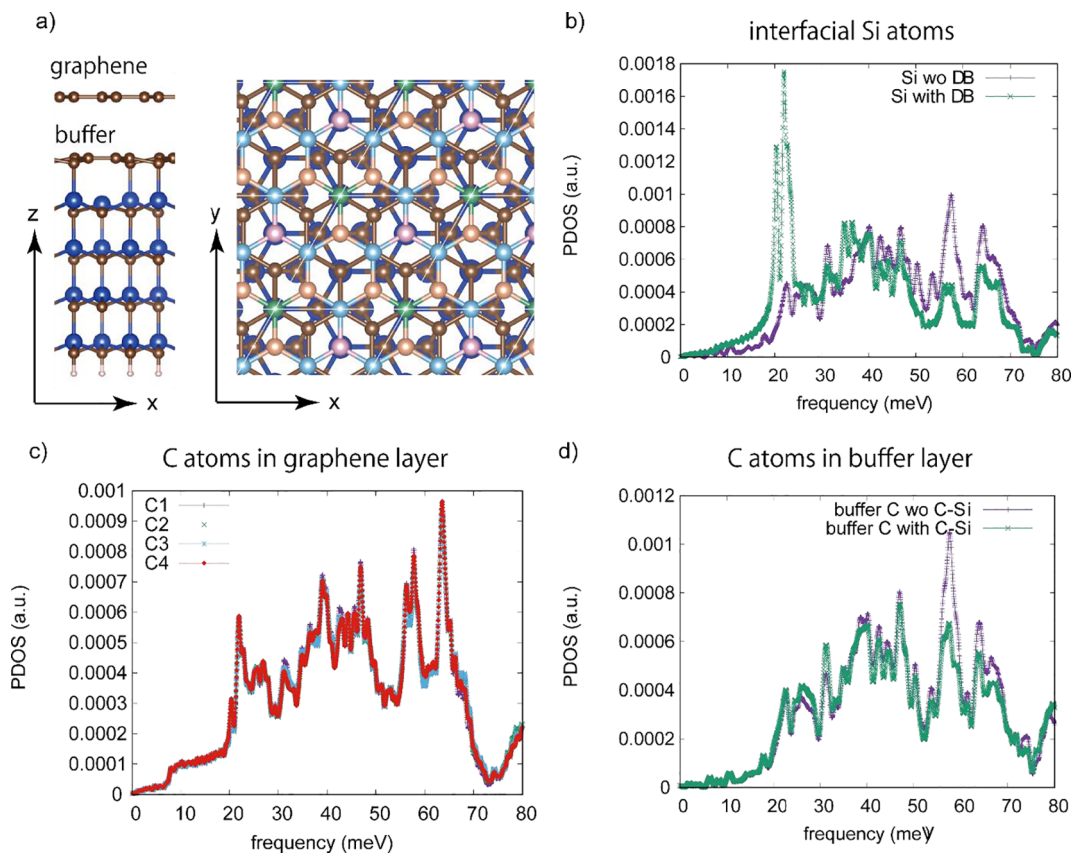 a)
graphene
buffer
z
x
y
x
b)
interfacial Si atoms
Si wo DB
Si with DB
0.0018
0.0016
0.0014
0.0012
0.001
0.0008
0.0006
0.0004
0.0002
0
PDOS (a.u.)
0 10 20 30 40 50 60 70 80
frequency (meV)
c)
C atoms in graphene layer
C1
C2
C3
C4
0.001
0.0009
0.0008
0.0007
0.0006
0.0005
0.0004
0.0003
0.0002
0.0001
0
PDOS (a.u.)
0 10 20 30 40 50 60 70 80
frequency (meV)
d)
C atoms in buffer layer
buffer C wo C-Si
buffer C with C-Si
0.0012
0.001
0.0008
0.0006
0.0004
0.0002
0
PDOS (a.u.)
0 10 20 30 40 50 60 70 80
frequency (meV)